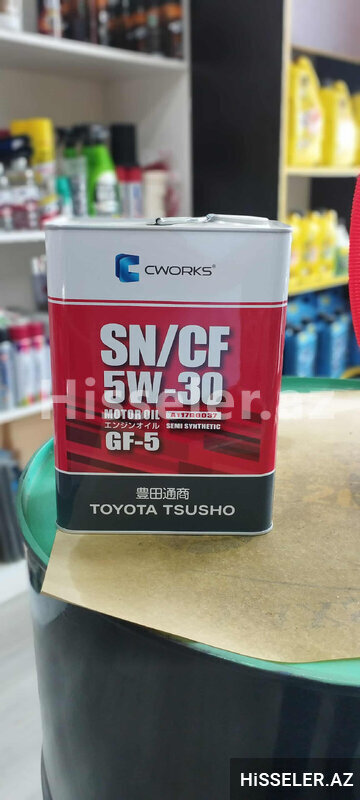 CWORKS®
SN/CF
5W-30
MOTOR OIL
エンジンオイル
SEMI SYNTHETIC
GF-5
豊田通商
TOYOTA TSUSHO
Hisseler.az
HiSSELER.AZ